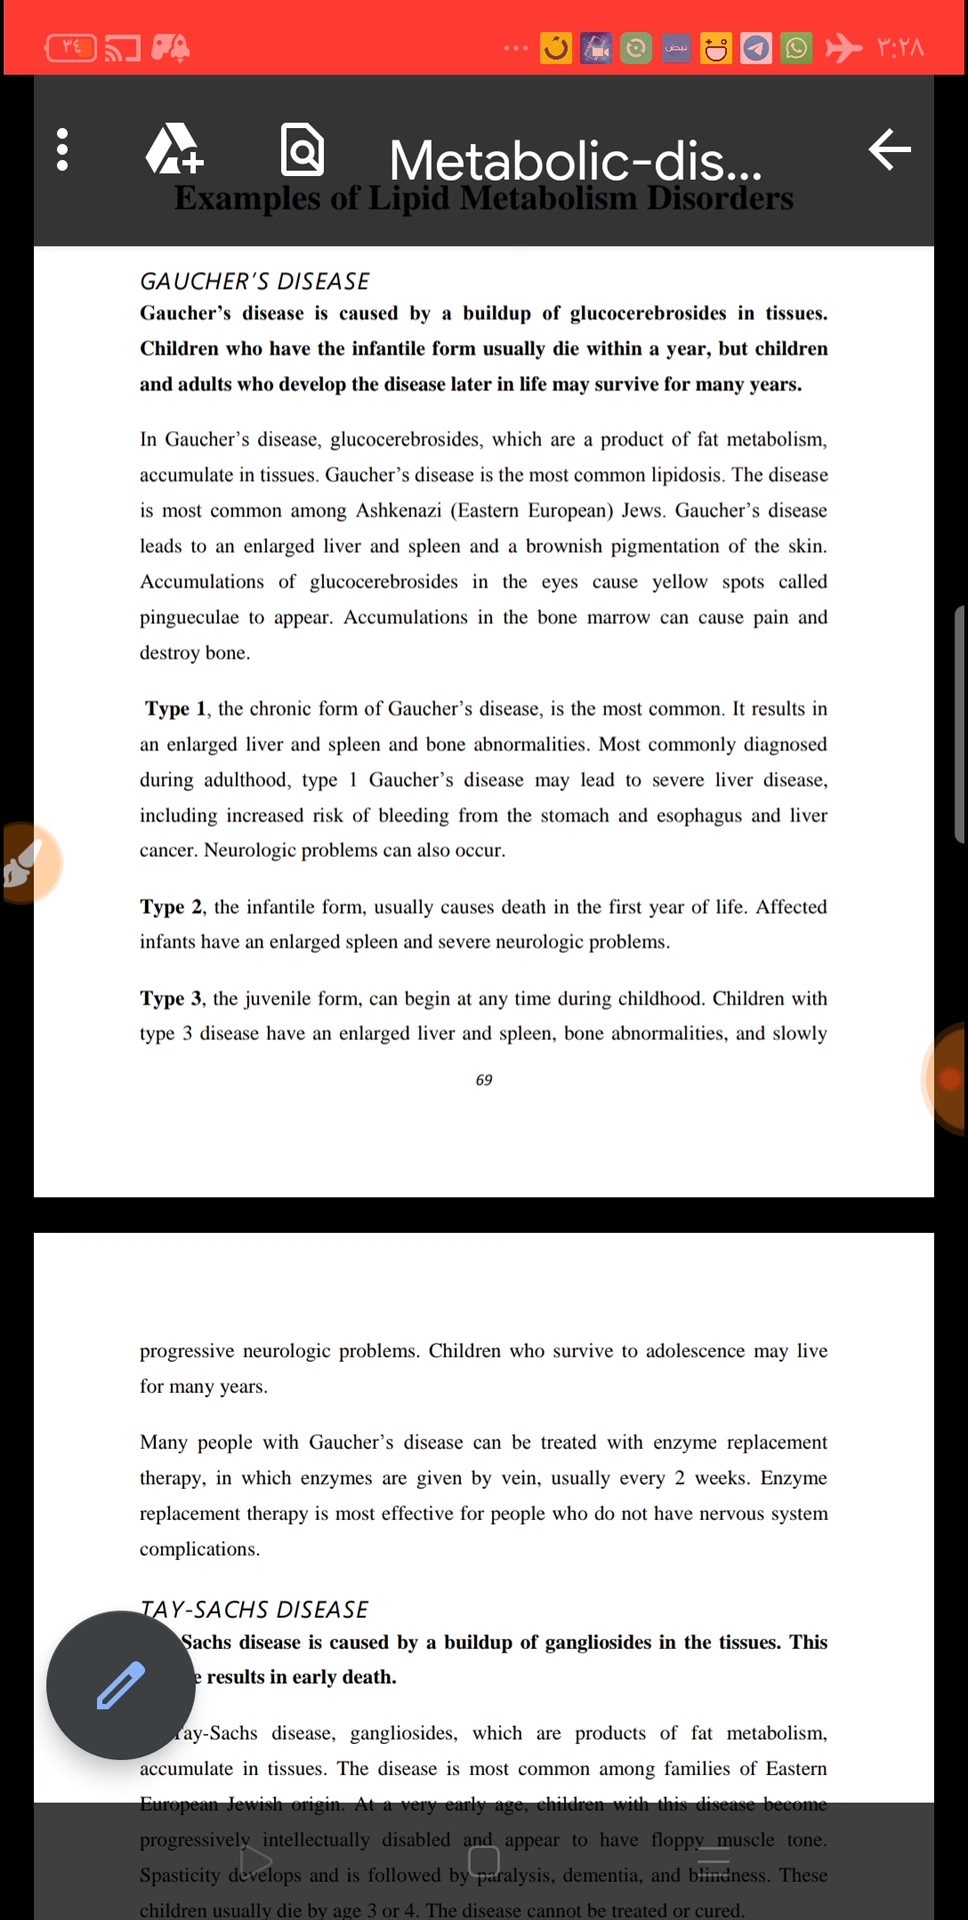 ٣٤
نبض
٣:٢٨
Metabolic-dis...
Examples of Lipid Metabolism Disorders
GAUCHER'S DISEASE
Gaucher's disease is caused by a buildup of glucocerebrosides in tissues.
Children who have the infantile form usually die within a year, but children
and adults who develop the disease later in life may survive for many years.
In Gaucher's disease, glucocerebrosides, which are a product of fat metabolism,
accumulate in tissues. Gaucher's disease is the most common lipidosis. The disease
is most common among Ashkenazi (Eastern European) Jews. Gaucher's disease
leads to an enlarged liver and spleen and a brownish pigmentation of the skin.
Accumulations of glucocerebrosides in the eyes cause yellow spots called
pingueculae to appear. Accumulations in the bone marrow can cause pain and
destroy bone.
Type 1, the chronic form of Gaucher's disease, is the most common. It results in
an enlarged liver and spleen and bone abnormalities. Most commonly diagnosed
during adulthood, type 1 Gaucher's disease may lead to severe liver disease,
including increased risk of bleeding from the stomach and esophagus and liver
cancer. Neurologic problems can also occur.
Type 2, the infantile form, usually causes death in the first year of life. Affected
infants have an enlarged spleen and severe neurologic problems.
Type 3, the juvenile form, can begin at any time during childhood. Children with
type 3 disease have an enlarged liver and spleen, bone abnormalities, and slowly
69
progressive neurologic problems. Children who survive to adolescence may live
for many years.
Many people with Gaucher's disease can be treated with enzyme replacement
therapy, in which enzymes are given by vein, usually every 2 weeks. Enzyme
replacement therapy is most effective for people who do not have nervous system
complications.
TAY-SACHS DISEASE
Sachs disease is caused by a buildup of gangliosides in the tissues. This
e results in early death.
ay-Sachs disease, gangliosides, which are products of fat metabolism,
accumulate in tissues. The disease is most common among families of Eastern
European Jewish origin. At a very early age, children with this disease become
progressively intellectually disabled and appear to have floppy muscle tone.
Spasticity develops and is followed by paralysis, dementia, and blindness. These
children usually die by age 3 or 4. The disease cannot be treated or cured.